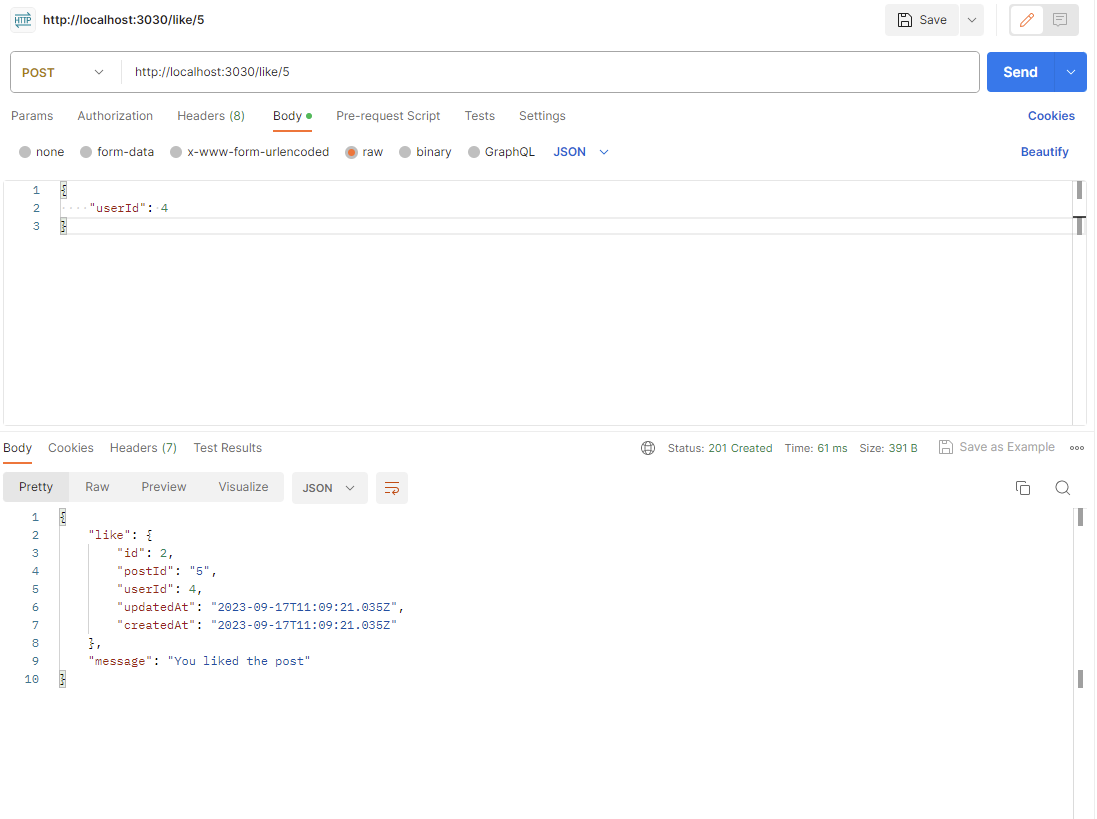 HTTP http://localhost:3030/like/5 Save
POST http://localhost:3030/like/5 Send
Params Authorization Headers (8) Body Pre-request Script Tests Settings Cookies
none form-data x-www-form-urlencoded raw binary GraphQL JSON Beautify
1 {
2 ····"userId":·4
3 }
Body Cookies Headers (7) Test Results Status: 201 Created Time: 61 ms Size: 391 B Save as Example
Pretty Raw Preview Visualize JSON
1 {
2 "like": {
3 "id": 2,
4 "postId": "5",
5 "userId": 4,
6 "updatedAt": "2023-09-17T11:09:21.035Z",
7 "createdAt": "2023-09-17T11:09:21.035Z"
8 },
9 "message": "You liked the post"
10 }